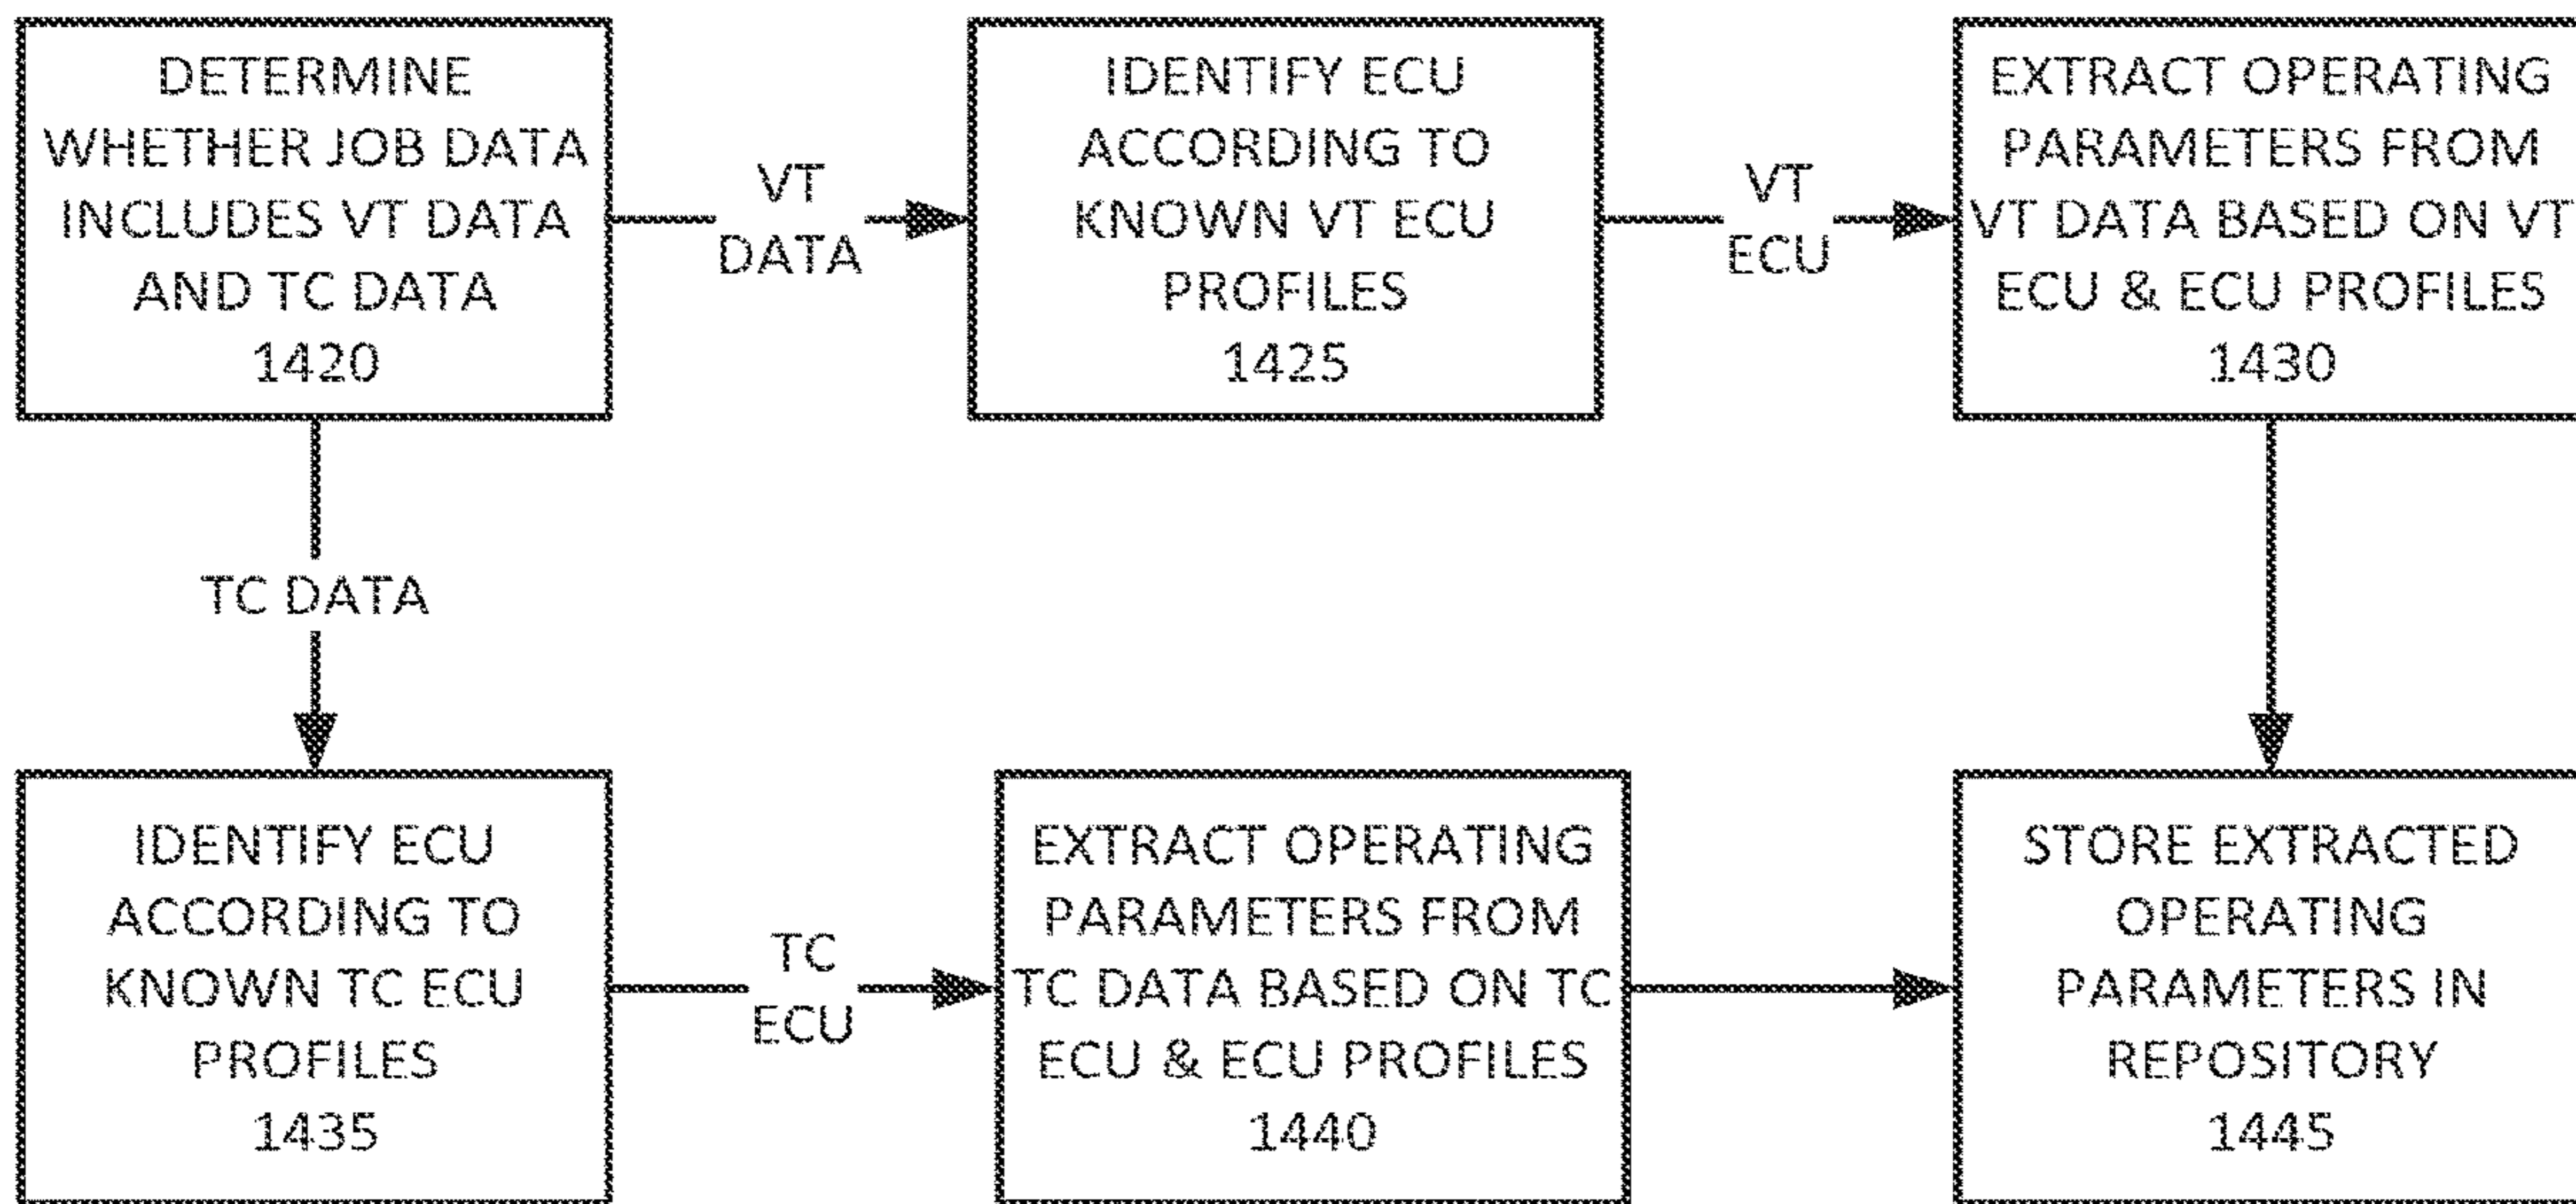 DETERMINE
WHETHER JOB DATA
INCLUDES VT DATA
AND TC DATA
1420
VT
DATA
IDENTIFY ECU
ACCORDING TO
KNOWN VT ECU
PROFILES
1425
VT
ECU
EXTRACT OPERATING
PARAMETERS FROM
VT DATA BASED ON VT
ECU & ECU PROFILES
1430
TC DATA
IDENTIFY ECU
ACCORDING TO
KNOWN TC ECU
PROFILES
1435
TC
ECU
EXTRACT OPERATING
PARAMETERS FROM
TC DATA BASED ON TC
ECU & ECU PROFILES
1440
STORE EXTRACTED
OPERATING
PARAMETERS IN
REPOSITORY
1445